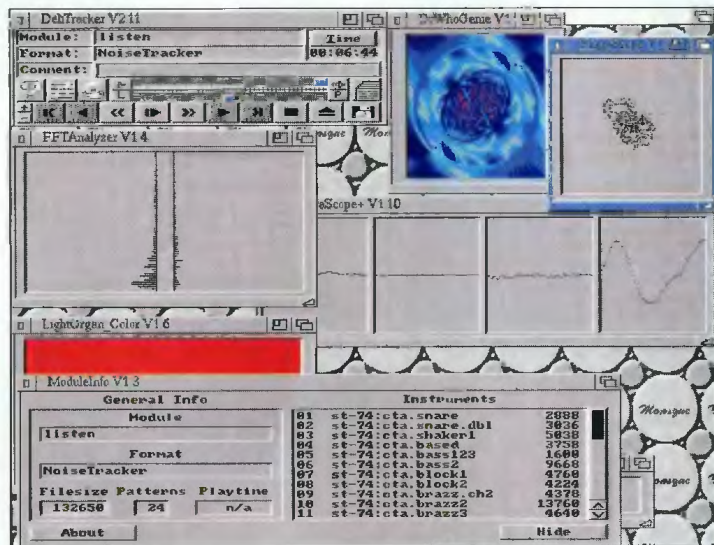 DeliTracker V2 11
Module: listen
Time
Format: NoiseTracker
00:06:44
Comment:
FFTAnalyser V1 4
Scope+ V1 10
LightOrgan_Color V1 6
ModuleInfo V1 3
General Info
Module
listen
Format
NoiseTracker
Filesize Patterns Playtime
132650 24 n/a
About
Instruments
01 st-74:cta.snare 2888
02 st-74:cta.snare.dbl 3036
03 st-74:cta.shaker1 5038
04 st-74:cta.based 3758
05 st-74:cta.bass123 1600
06 st-74:cta.bass2 9668
07 st-74:cta.block1 4760
08 st-74:cta.block2 4224
09 st-74:cta.brazz.ch2 4378
10 st-74:cta.brazz2 13760
11 st-74:cta.brazz3 4640
Hide